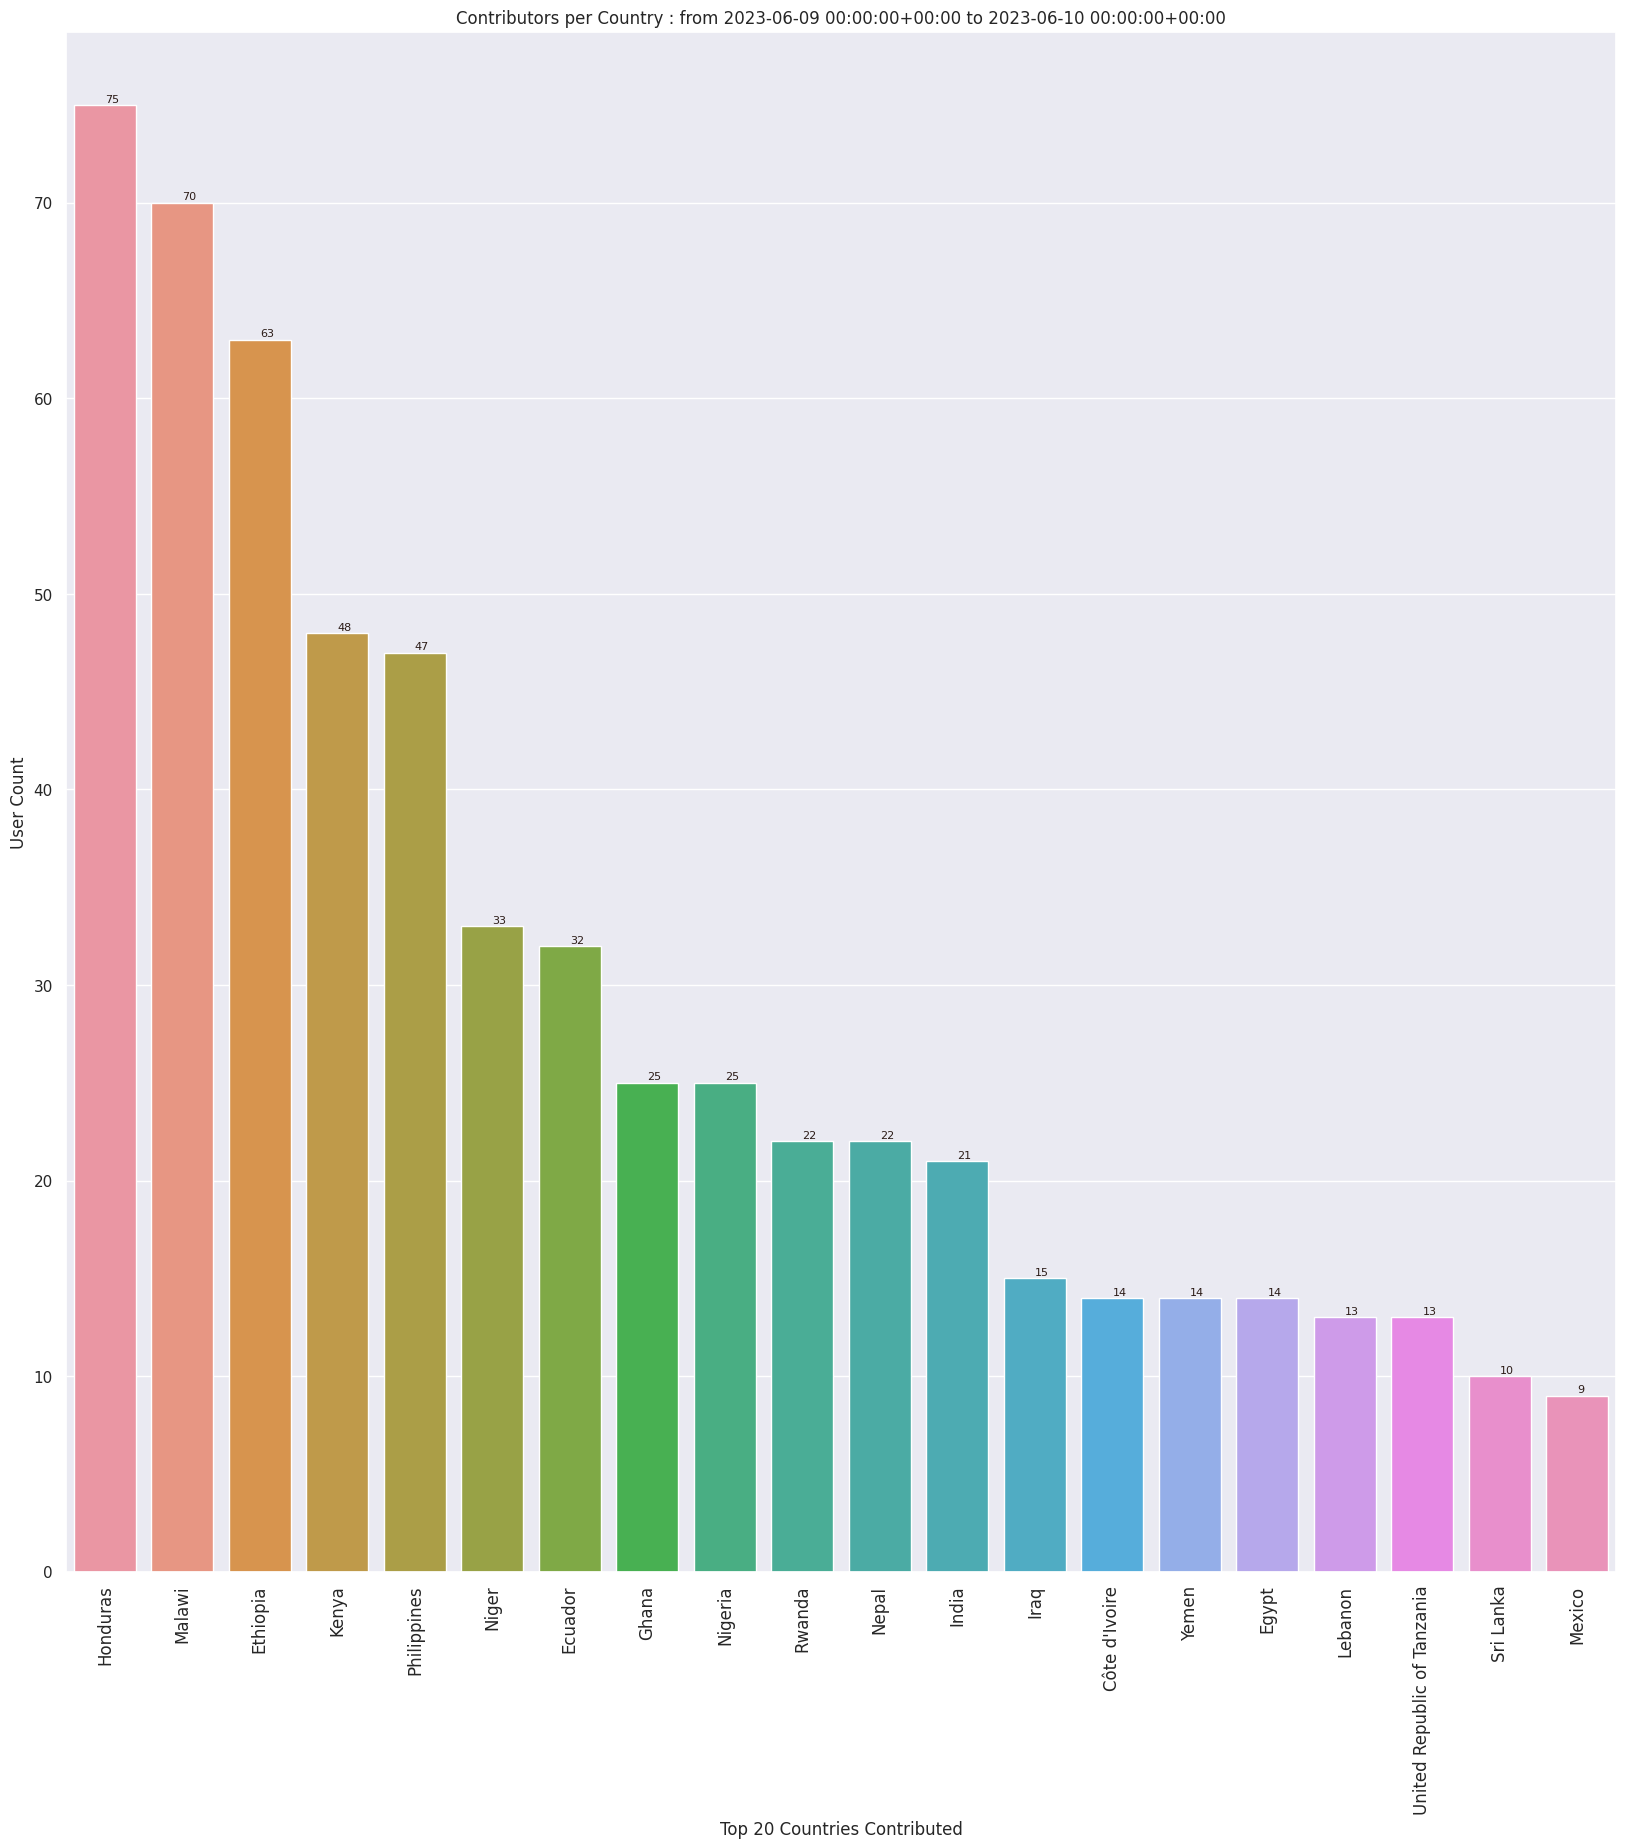 Contributors per Country : from 2023-06-09 00:00:00+00:00 to 2023-06-10 00:00:00+00:00
User Count
70
60
50
40
30
20
10
0
75
70
63
48
47
33
32
25
25
22
22
21
15
14
14
14
13
13
10
9
Honduras
Malawi
Ethiopia
Kenya
Philippines
Niger
Ecuador
Ghana
Nigeria
Rwanda
Nepal
India
Iraq
Côte d'Ivoire
Yemen
Egypt
Lebanon
United Republic of Tanzania
Sri Lanka
Mexico
Top 20 Countries Contributed